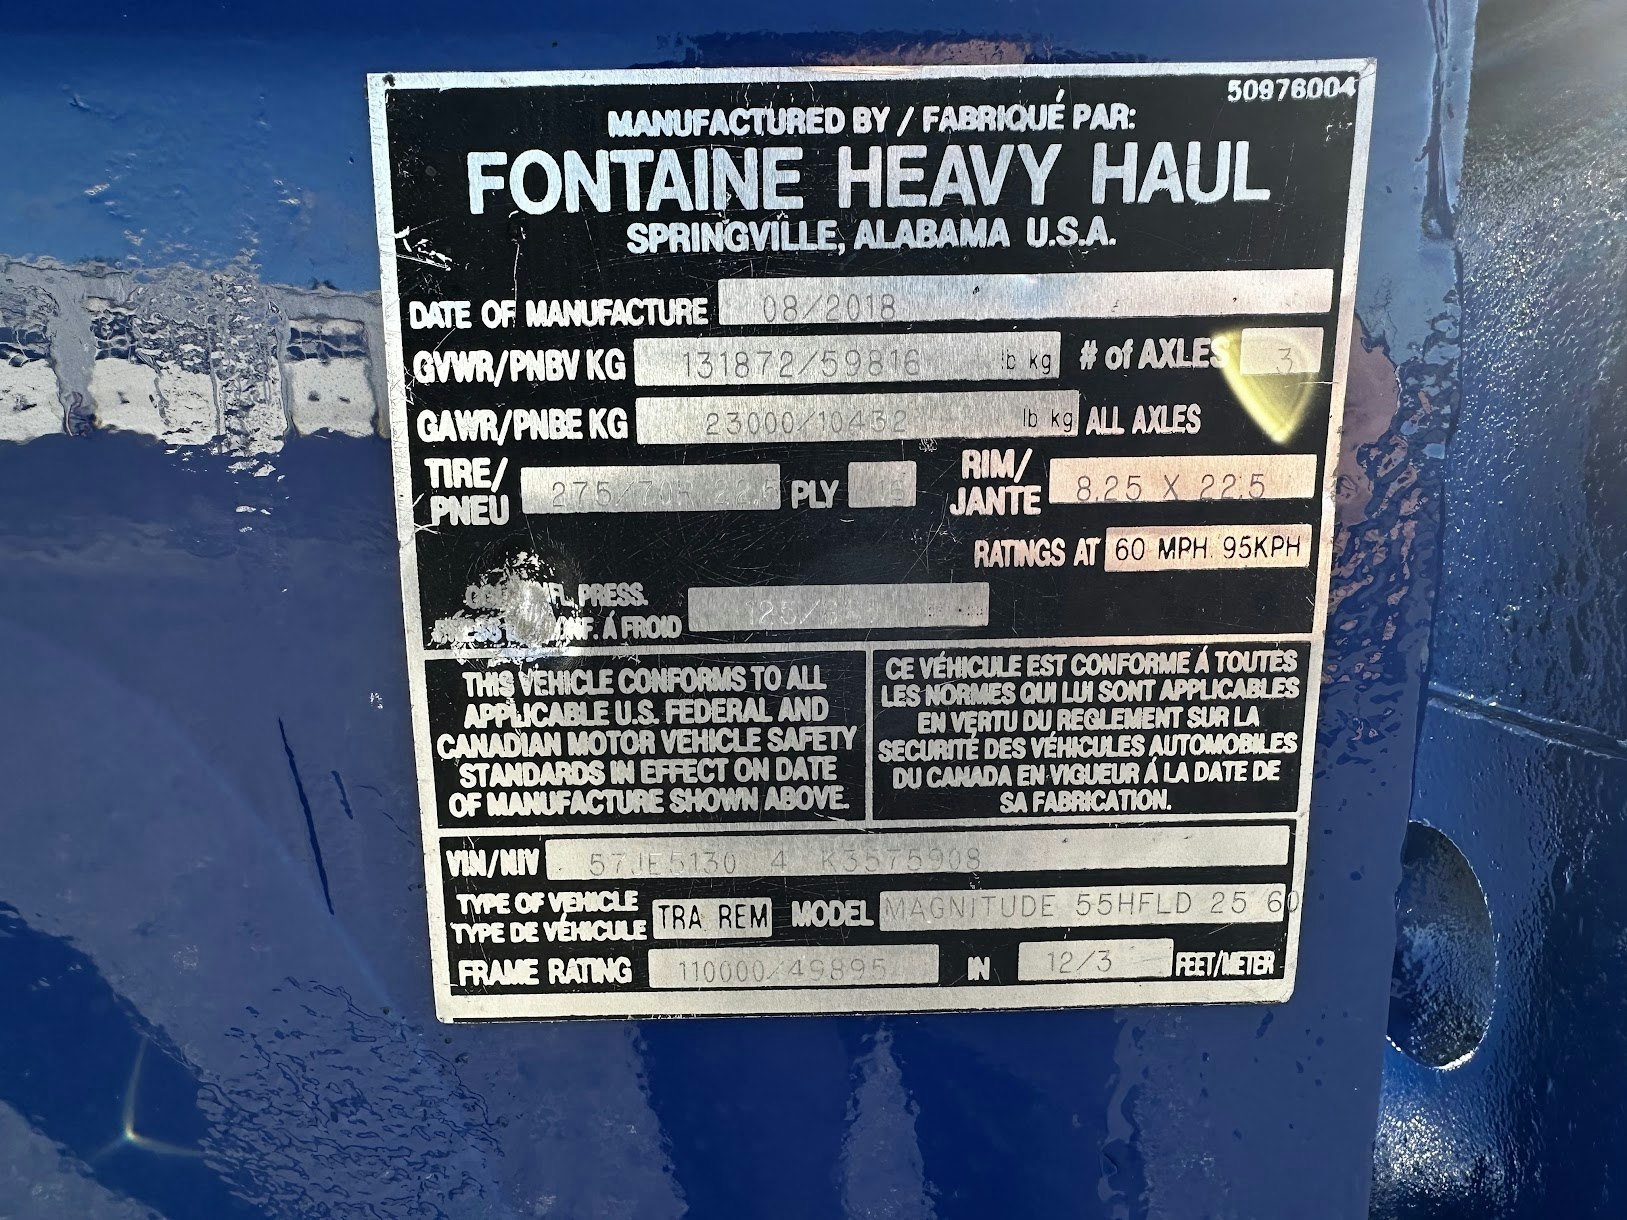 50976004
MANUFACTURED BY / FABRIQUÉ PAR:
FONTAINE HEAVY HAUL
SPRINGVILLE, ALABAMA U.S.A.
DATE OF MANUFACTURE 08/2018
GVWR/PNBV KG 131872/59816 lb kg # of AXLES 3
GAWR/PNBE KG 23000/10432 lb kg ALL AXLES
TIRE/PNEU 275/70R 22.5 PLY RIM/JANTE 8.25 X 22.5
RATINGS AT 60 MPH 95KPH
INFL. PRESS.
CONF. Á FROID 125/
THIS VEHICLE CONFORMS TO ALL
APPLICABLE U.S. FEDERAL AND
CANADIAN MOTOR VEHICLE SAFETY
STANDARDS IN EFFECT ON DATE
OF MANUFACTURE SHOWN ABOVE.
CE VÉHICULE EST CONFORME Á TOUTES
LES NORMES QUI LUI SONT APPLICABLES
EN VERTU DU REGLEMENT SUR LA
SECURITÉ DES VÉHICULES AUTOMOBILES
DU CANADA EN VIGUEUR Á LA DATE DE
SA FABRICATION.
VIN/NIV 57JE5130 4 K3575908
TYPE OF VEHICLE
TYPE DE VÉHICULE TRA REM MODEL MAGNITUDE 55HFLD 25 60
FRAME RATING 110000/49895 IN 12/3 FEET/METER